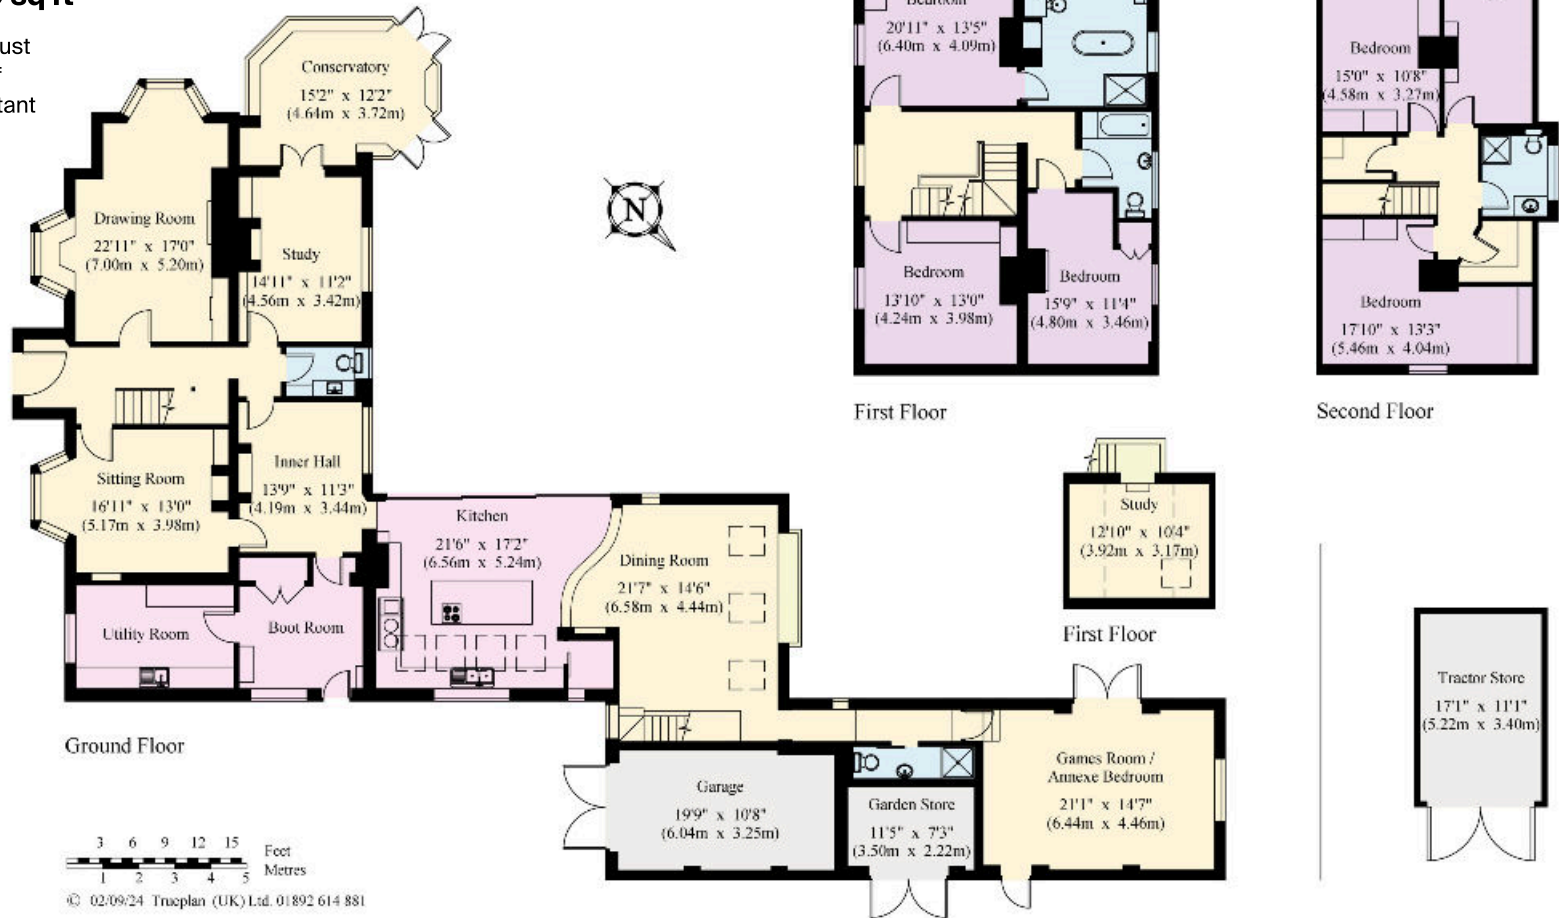 sq ft
ust
tant
Conservatory
15'2" x 12'2"
(4.64m x 3.72m)
Drawing Room
22'11" x 17'0"
(7.00m x 5.20m)
Study
14'11" x 11'2"
(4.56m x 3.42m)
Sitting Room
16'11" x 13'0"
(5.17m x 3.98m)
Inner Hall
13'9" x 11'3"
(4.19m x 3.44m)
Kitchen
21'6" x 17'2"
(6.56m x 5.24m)
Dining Room
21'7" x 14'6"
(6.58m x 4.44m)
Utility Room
Boot Room
Ground Floor
Garage
19'9" x 10'8"
(6.04m x 3.25m)
Garden Store
11'5" x 7'3"
(3.50m x 2.22m)
Games Room /
Annexe Bedroom
21'1" x 14'7"
(6.44m x 4.46m)
N
Bedroom
20'11" x 13'5"
(6.40m x 4.09m)
Bedroom
13'10" x 13'0"
(4.24m x 3.98m)
Bedroom
15'9" x 11'4"
(4.80m x 3.46m)
First Floor
Bedroom
15'0" x 10'8"
(4.58m x 3.27m)
Bedroom
17'10" x 13'3"
(5.46m x 4.04m)
Second Floor
Study
12'10" x 10'4"
(3.92m x 3.17m)
First Floor
Tractor Store
17'1" x 11'1"
(5.22m x 3.40m)
3 6 9 12 15 Feet
1 2 3 4 5 Metres
© 02/09/24 Trueplan (UK) Ltd. 01892 614 881